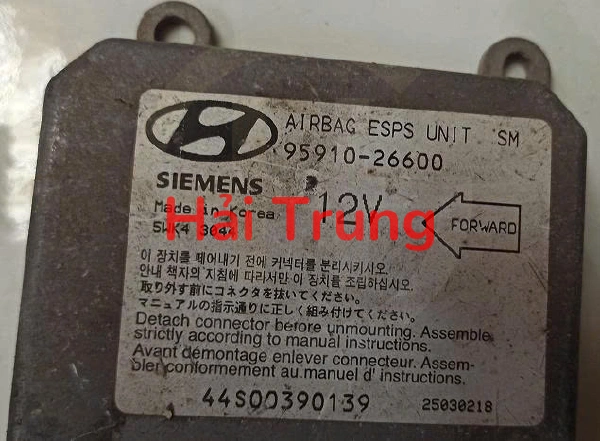 AIRBAG ESPS UNIT SM
95910-26600
SIEMENS
12V
Made in Korea
FORWARD
Hải Trung
5WK4
이 장치를 떼어내기 전에 커넥터를 분리시키시오.
안내 책자의 지침에 따라서만 이 장치를 조립하십시오.
取り外す前にコネクタを抜いてください。
マニュアルの指示通りに正しく組み付けてください。
Detach connector before unmounting. Assemble
strictly according to manual instructions.
Avant démontage enlever connecteur. Assem-
bler conformement au manuel d' instructions.
44S00390139
25030218